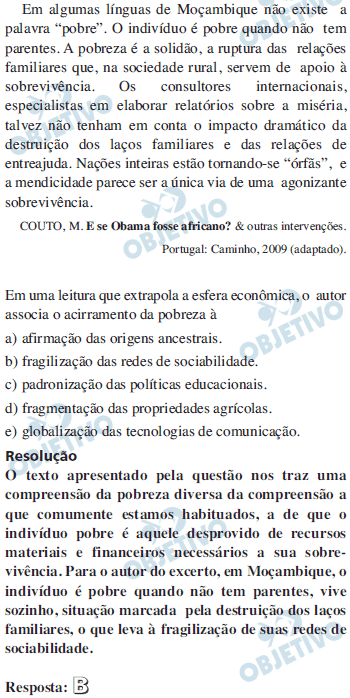 Em algumas línguas de Moçambique não existe a
palavra “pobre”. O indivíduo é pobre quando não tem
parentes. A pobreza é a solidão, a ruptura das relações
familiares que, na sociedade rural, servem de apoio à
sobrevivência. Os consultores internacionais,
especialistas em elaborar relatórios sobre a miséria,
talvez não tenham em conta o impacto dramático da
destruição dos laços familiares e das relações de
entreajuda. Nações inteiras estão tornando-se “órfãs”, e
a mendicidade parece ser a única via de uma agonizante
sobrevivência.
COUTO, M. E se Obama fosse africano? & outras intervenções.
Portugal: Caminho, 2009 (adaptado).
Em uma leitura que extrapola a esfera econômica, o autor
associa o acirramento da pobreza à
a) afirmação das origens ancestrais.
b) fragilização das redes de sociabilidade.
c) padronização das políticas educacionais.
d) fragmentação das propriedades agrícolas.
e) globalização das tecnologias de comunicação.
Resolução
O texto apresentado pela questão nos traz uma
compreensão da pobreza diversa da compreensão a
que comumente estamos habituados, a de que o
indivíduo pobre é aquele desprovido de recursos
materiais e financeiros necessários a sua sobre-
vivência. Para o autor do excerto, em Moçambique, o
indivíduo é pobre quando não tem parentes, vive
sozinho, situação marcada pela destruição dos laços
familiares, o que leva à fragilização de suas redes de
sociabilidade.
Resposta: B
OBJETIVO
OBJETIVO
OBJETIVO
OBJETIVO
OBJETIVO
OBJETIVO
OBJETIVO
OBJETIVO